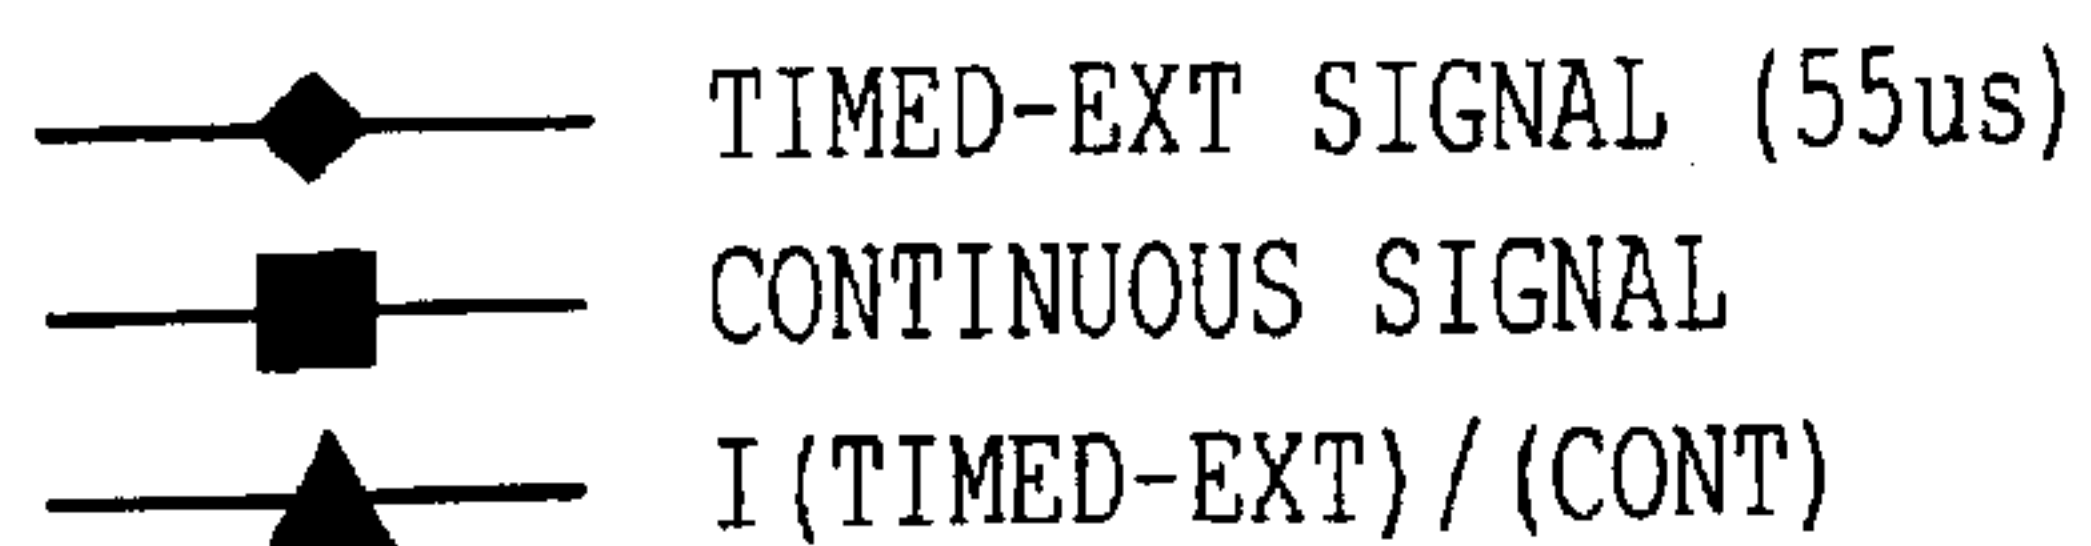 TIMED-EXT SIGNAL (55us)
CONTINUOUS SIGNAL
I(TIMED-EXT)/(CONT)